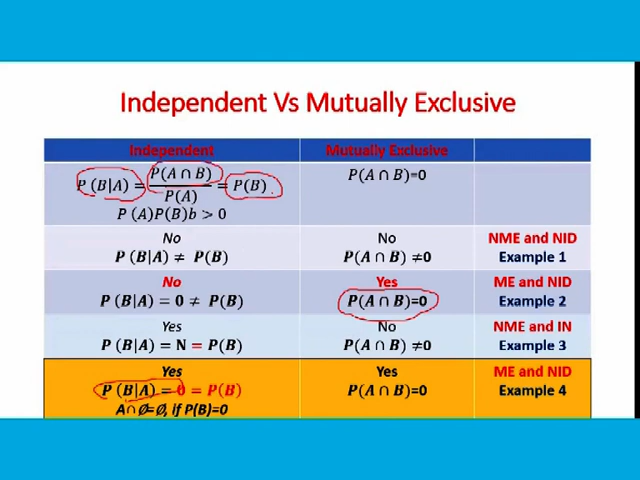 Independent Vs Mutually Exclusive
Independent Mutually Exclusive
P (B|A) = P(A ∩ B) / P(A) = P(B) P(A ∩ B)=0
P (A)P(B)b > 0
No No NME and NID
P (B|A) ≠ P(B) P(A ∩ B) ≠0 Example 1
No Yes ME and NID
P (B|A) = 0 ≠ P(B) P(A ∩ B)=0 Example 2
Yes No NME and IN
P (B|A) = N = P(B) P(A ∩ B) ≠0 Example 3
Yes Yes ME and NID
P (B|A) = 0 = P(B) P(A ∩ B)=0 Example 4
A∩ Ø=Ø, if P(B)=0